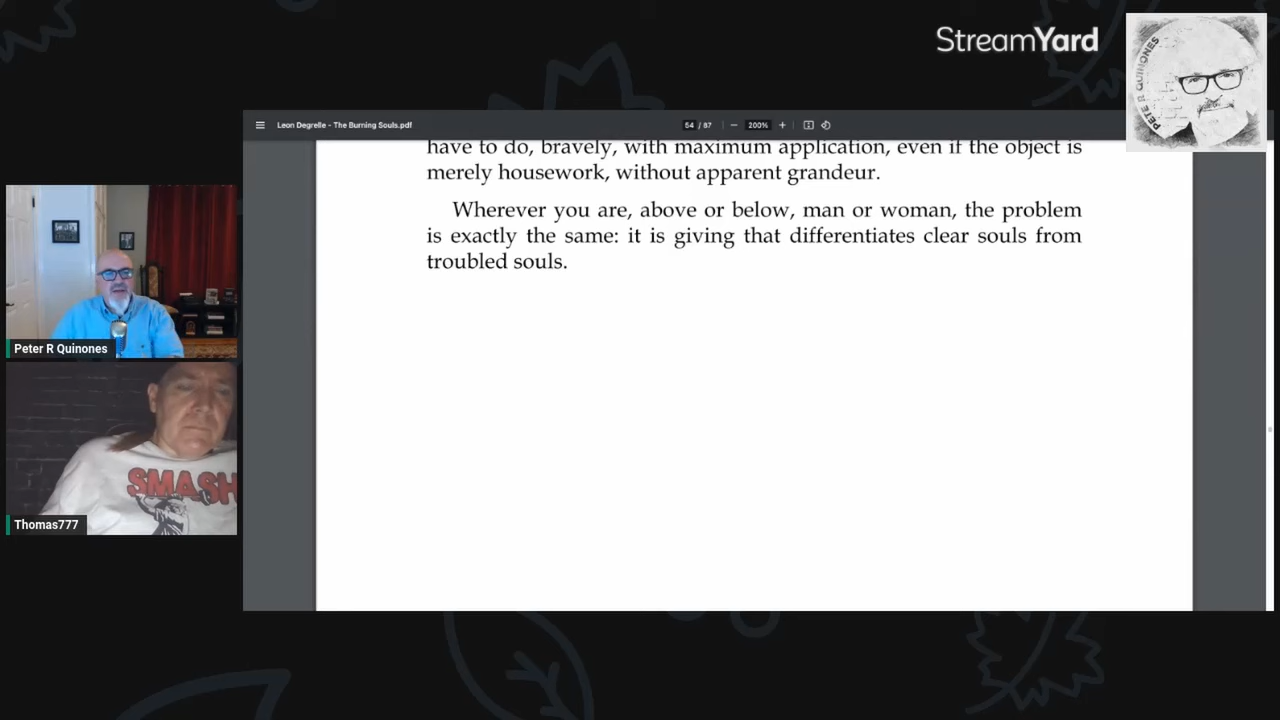 StreamYard
PETER R QUINONES
Leon Degrelle - The Burning Souls.pdf
54 / 87
200%
have to do, bravely, with maximum application, even if the object is
merely housework, without apparent grandeur.
Wherever you are, above or below, man or woman, the problem
is exactly the same: it is giving that differentiates clear souls from
troubled souls.
Peter R Quinones
SMASH
Thomas777